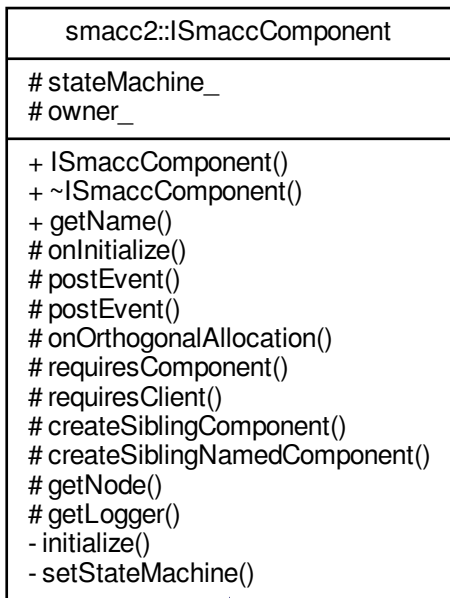 smacc2::ISmaccComponent
# stateMachine_
# owner_
+ ISmaccComponent()
+ ~ISmaccComponent()
+ getName()
# onInitialize()
# postEvent()
# postEvent()
# onOrthogonalAllocation()
# requiresComponent()
# requiresClient()
# createSiblingComponent()
# createSiblingNamedComponent()
# getNode()
# getLogger()
- initialize()
- setStateMachine()